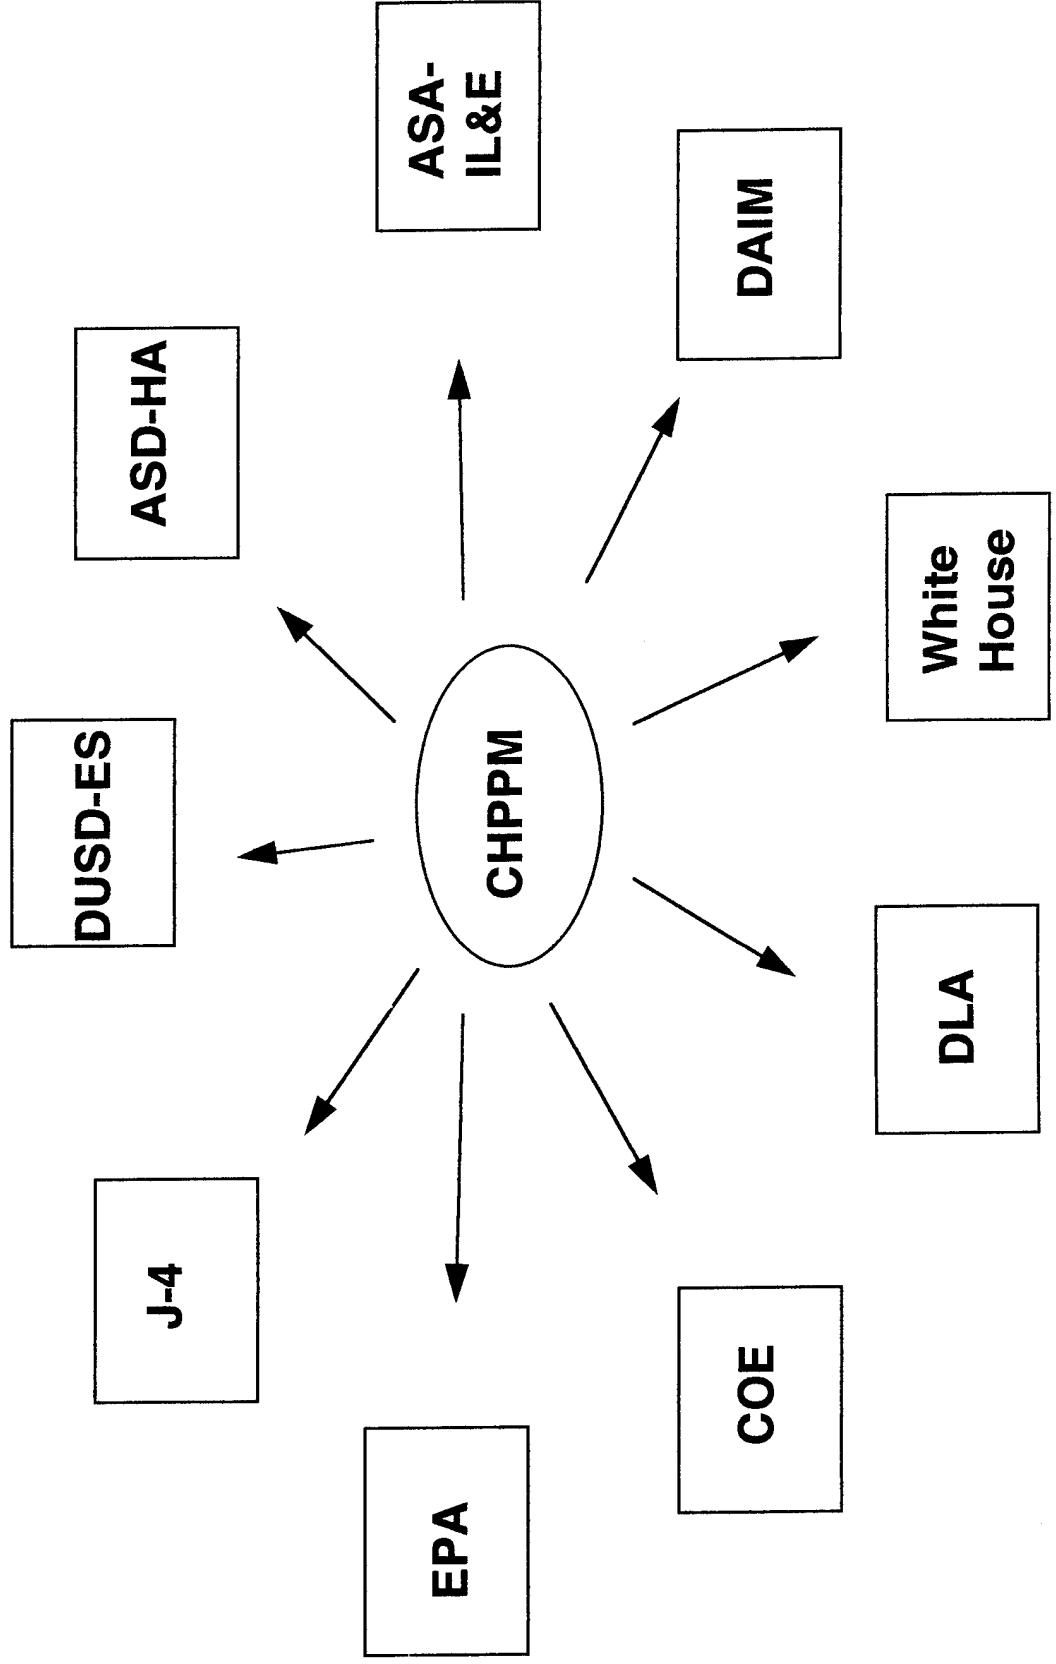 DUSD-ES
J-4
ASD-HA
EPA
CHPPM
ASA-
IL&E
COE
DAIM
DLA
White
House